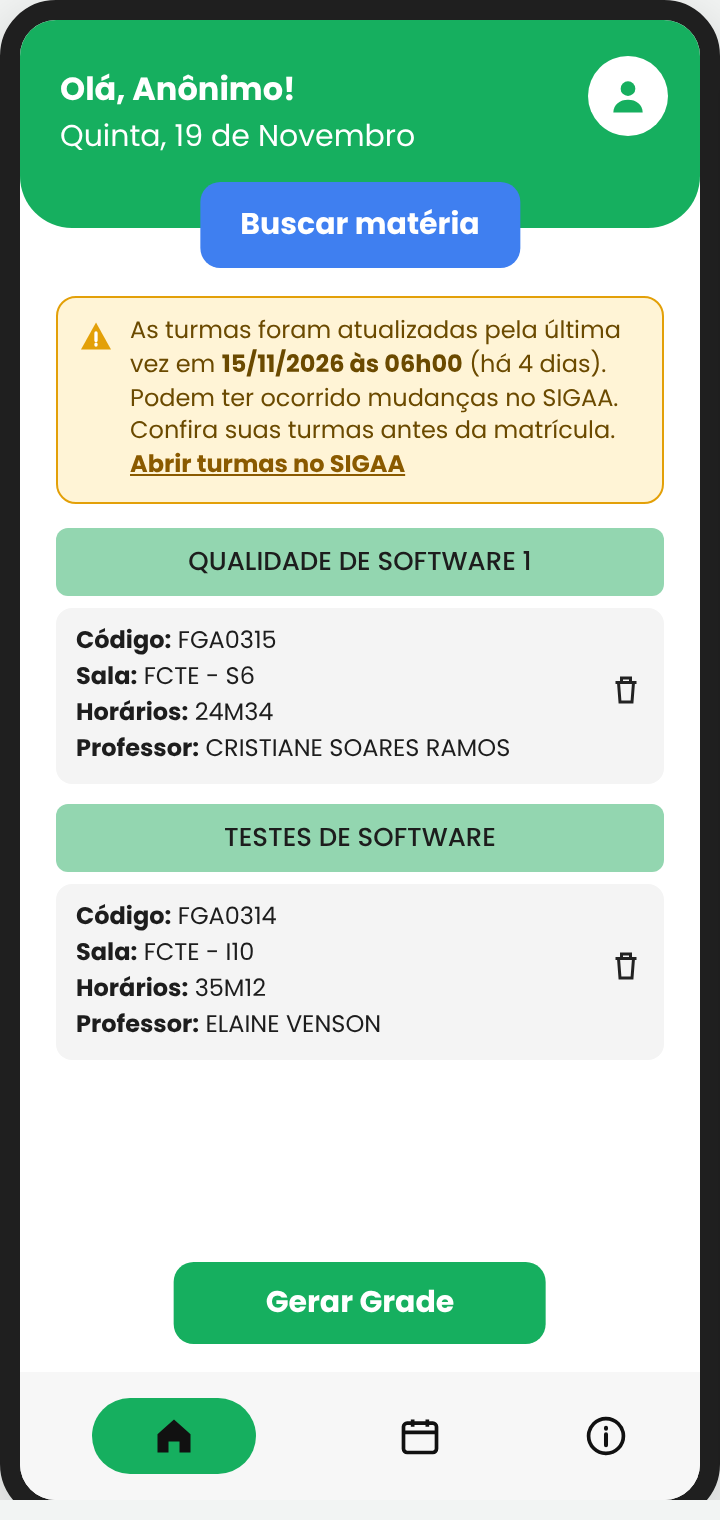 Olá, Anônimo!
Quinta, 19 de Novembro
Buscar matéria
As turmas foram atualizadas pela última
vez em 15/11/2026 às 06h00 (há 4 dias).
Podem ter ocorrido mudanças no SIGAA.
Confira suas turmas antes da matrícula.
Abrir turmas no SIGAA
QUALIDADE DE SOFTWARE 1
Código: FGA0315
Sala: FCTE - S6
Horários: 24M34
Professor: CRISTIANE SOARES RAMOS
TESTES DE SOFTWARE
Código: FGA0314
Sala: FCTE - I10
Horários: 35M12
Professor: ELAINE VENSON
Gerar Grade